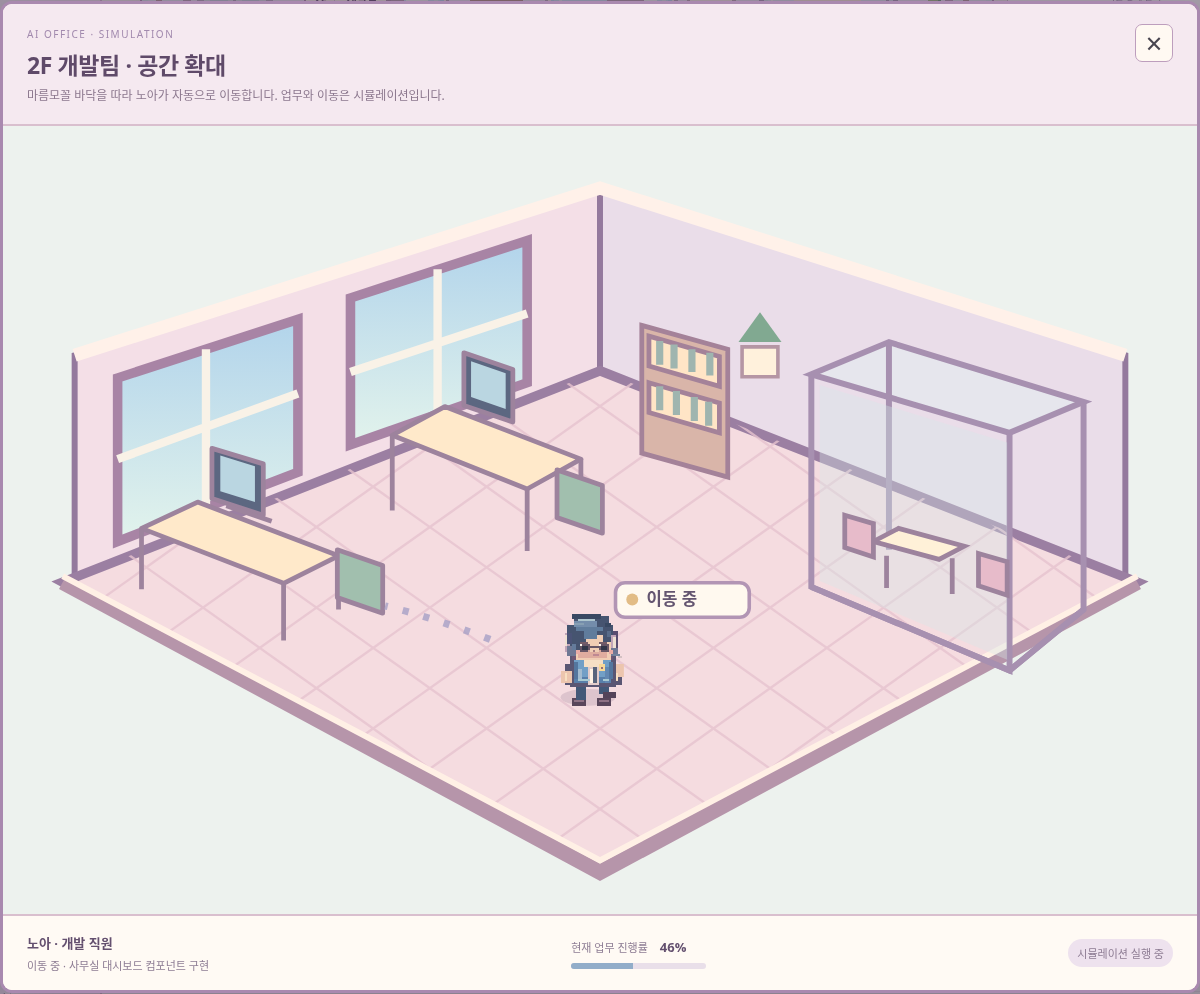 AI OFFICE · SIMULATION
2F 개발팀 · 공간 확대
마름모꼴 바닥을 따라 노아가 자동으로 이동합니다. 업무와 이동은 시뮬레이션입니다.
이동 중
노아 · 개발 직원
이동 중 · 사무실 대시보드 컴포넌트 구현
현재 업무 진행률 46%
시뮬레이션 실행 중